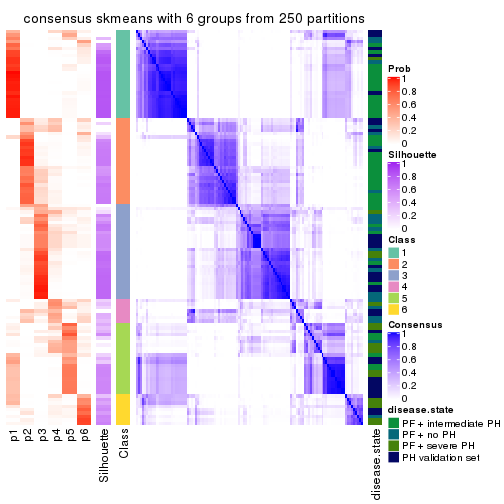 consensus skmeans with 6 groups from 250 partitions
Prob
1
0.8
0.6
0.4
0.2
0
Silhouette
1
0.8
0.6
0.4
0.2
0
Class
1
2
3
4
5
6
Consensus
1
0.8
0.6
0.4
0.2
0
disease.state
PF + intermediate PH
PF + no PH
PF + severe PH
PH validation set
p1
p2
p3
p4
p5
p6
Silhouette
Class
disease.state